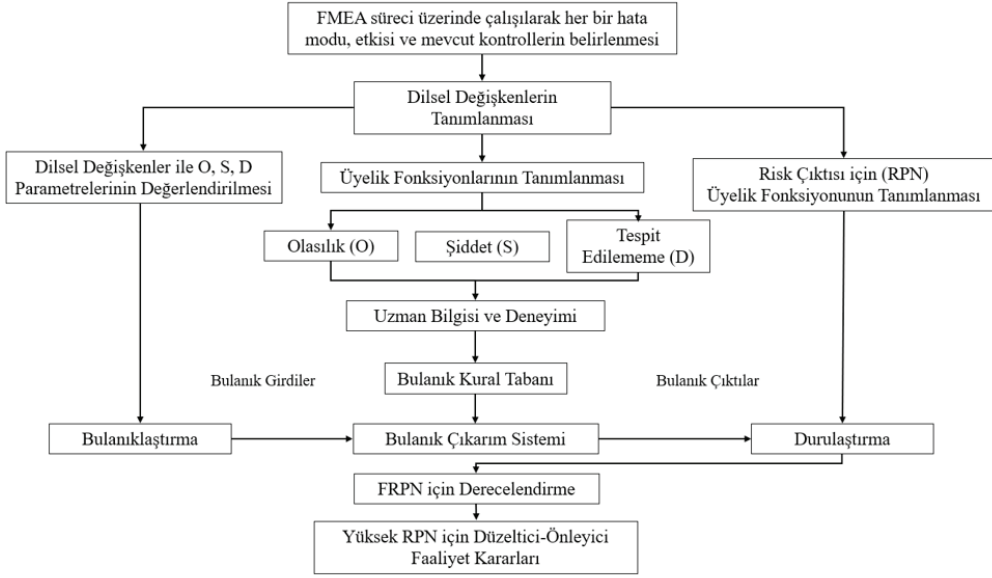 FMEA süreci üzerinde çalışılarak her bir hata
modu, etkisi ve mevcut kontrollerin belirlenmesi
Dilsel Değişkenlerin
Tanımlanması
Dilsel Değişkenler ile O, S, D
Parametrelerinin Değerlendirilmesi
Üyelik Fonksiyonlarının Tanımlanması
Risk Çıktısı için (RPN)
Üyelik Fonksiyonunun Tanımlanması
Olasılık (O)
Şiddet (S)
Tespit
Edilememe (D)
Uzman Bilgisi ve Deneyimi
Bulanık Girdiler
Bulanık Kural Tabanı
Bulanık Çıktılar
Bulanıklaştırma
Bulanık Çıkarım Sistemi
Durulaştırma
FRPN için Derecelendirme
Yüksek RPN için Düzeltici-Önleyici
Faaliyet Kararları